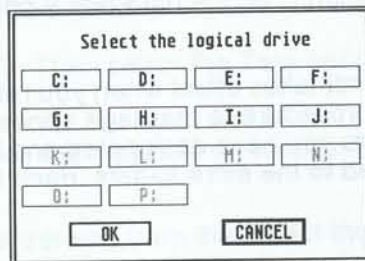 Select the logical drive
C: D: E: F:
G: H: I: J:
K: L: M: N:
O: P:
OK CANCEL